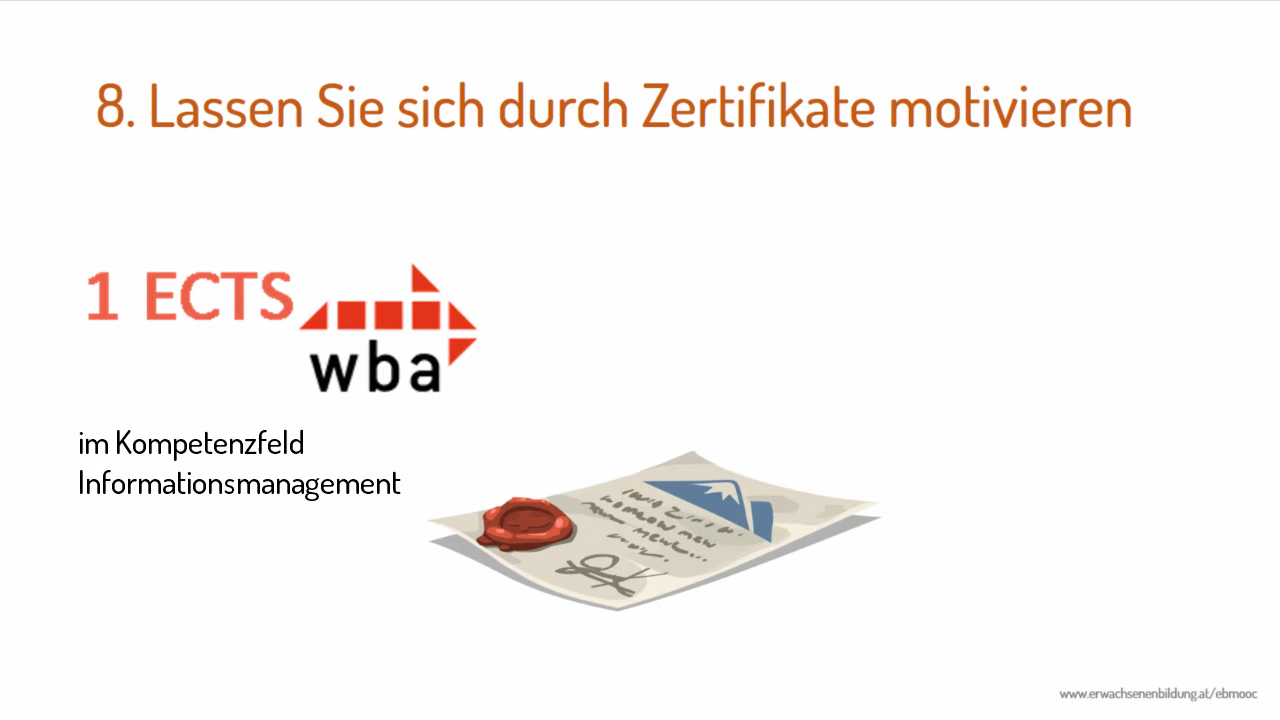 8. Lassen Sie sich durch Zertifikate motivieren
1 ECTS
wba
im Kompetenzfeld
Informationsmanagement
www.erwachsenenbildung.at/ebmooc